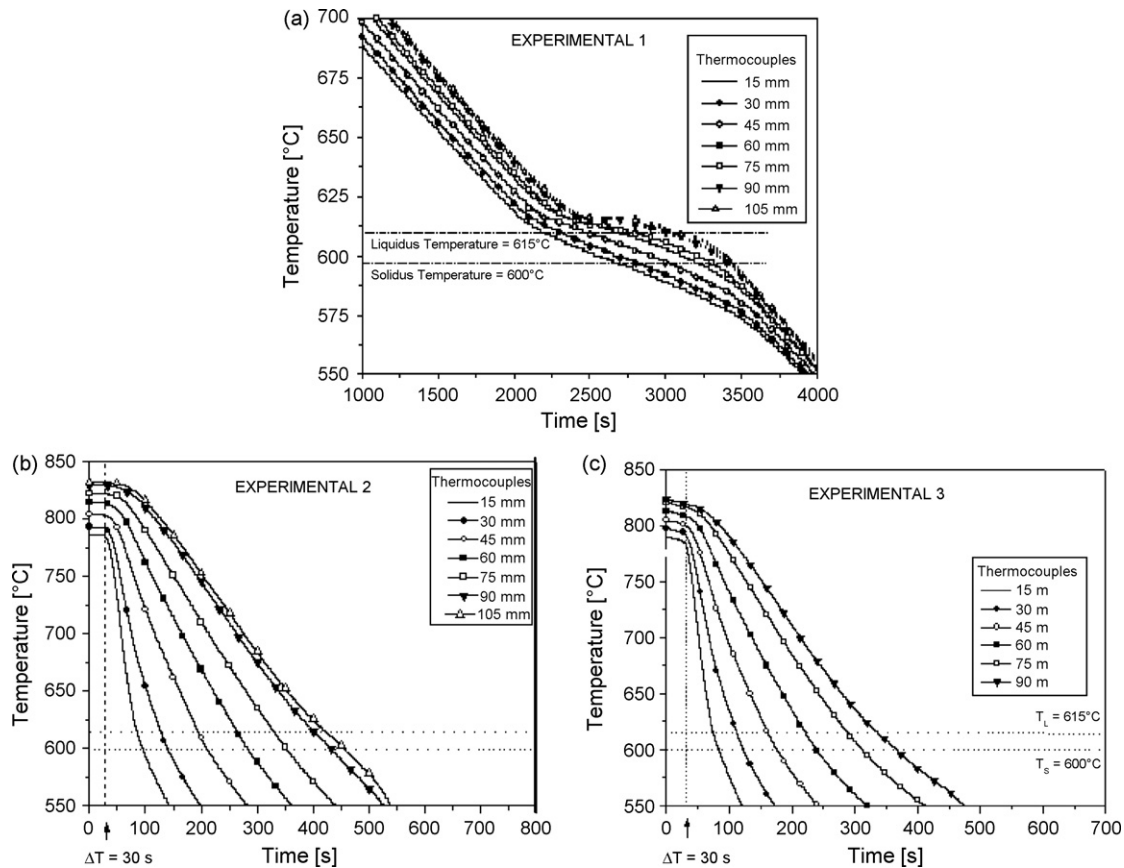 (a)
EXPERIMENTAL 1
Thermocouples
15 mm
30 mm
45 mm
60 mm
75 mm
90 mm
105 mm
Liquidus Temperature = 615°C
Solidus Temperature = 600°C
Temperature [°C]
700
675
650
625
600
575
550
1000 1500 2000 2500 3000 3500 4000
Time [s]
(b)
EXPERIMENTAL 2
Thermocouples
15 mm
30 mm
45 mm
60 mm
75 mm
90 mm
105 mm
Temperature [°C]
850
800
750
700
650
600
550
0 100 200 300 400 500 600 700 800
ΔT = 30 s
Time [s]
(c)
EXPERIMENTAL 3
Thermocouples
15 m
30 m
45 m
60 m
75 m
90 m
TL = 615°C
TS = 600°C
Temperature [°C]
850
800
750
700
650
600
550
0 100 200 300 400 500 600 700
ΔT = 30 s
Time [s]